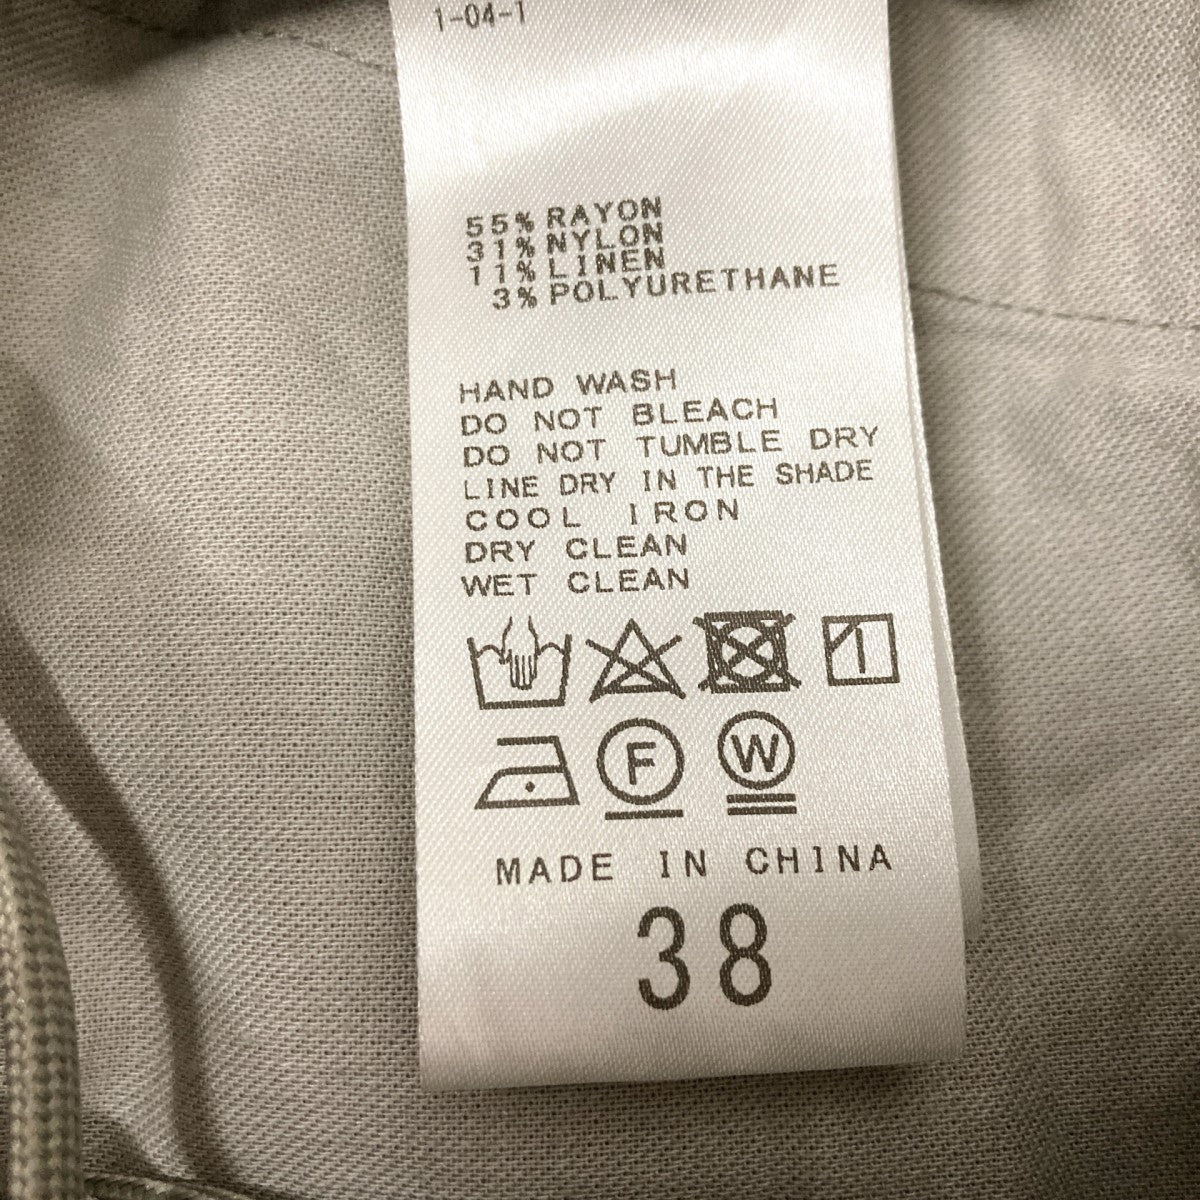 1-04-1
55% RAYON
31% NYLON
11% LINEN
3% POLYURETHANE
HAND WASH
DO NOT BLEACH
DO NOT TUMBLE DRY
LINE DRY IN THE SHADE
COOL IRON
DRY CLEAN
WET CLEAN
F W
MADE IN CHINA
38